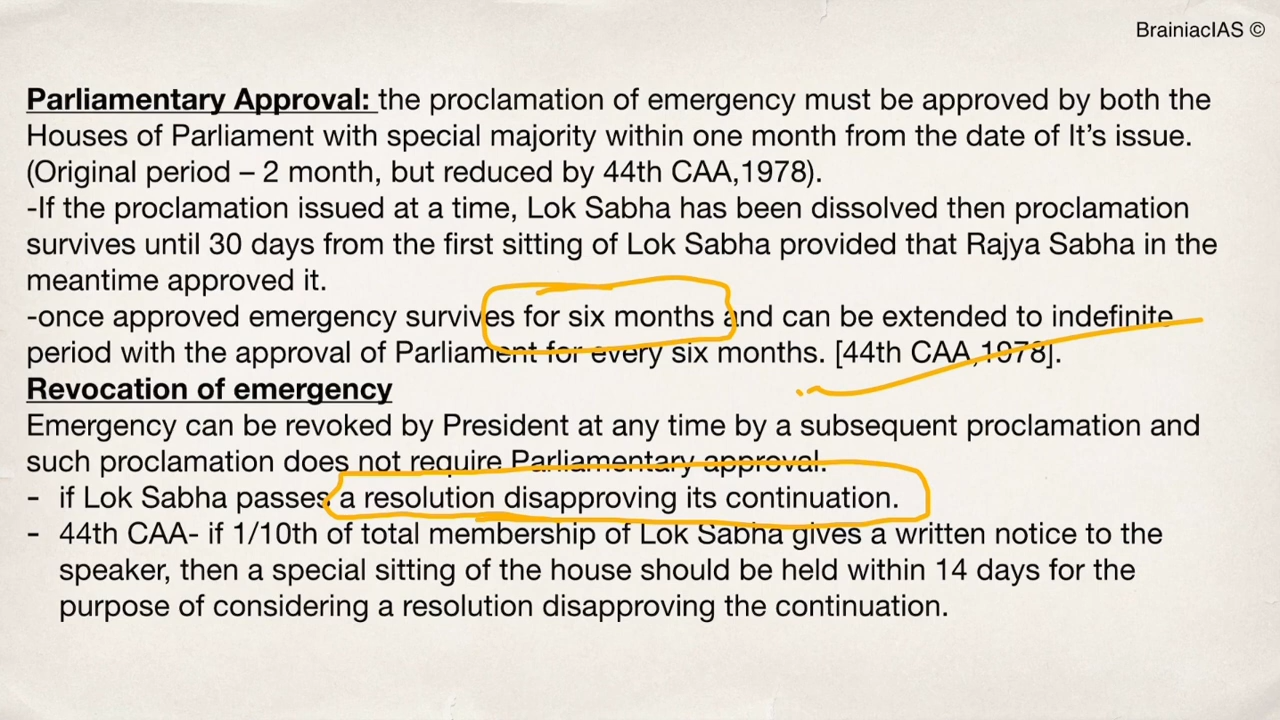 BrainiacIAS ©
Parliamentary Approval: the proclamation of emergency must be approved by both the
Houses of Parliament with special majority within one month from the date of It's issue.
(Original period – 2 month, but reduced by 44th CAA,1978).
-If the proclamation issued at a time, Lok Sabha has been dissolved then proclamation
survives until 30 days from the first sitting of Lok Sabha provided that Rajya Sabha in the
meantime approved it.
-once approved emergency survives for six months and can be extended to indefinite
period with the approval of Parliament for every six months. [44th CAA,1978].
Revocation of emergency
Emergency can be revoked by President at any time by a subsequent proclamation and
such proclamation does not require Parliamentary approval.
- if Lok Sabha passes a resolution disapproving its continuation.
- 44th CAA- if 1/10th of total membership of Lok Sabha gives a written notice to the
speaker, then a special sitting of the house should be held within 14 days for the
purpose of considering a resolution disapproving the continuation.